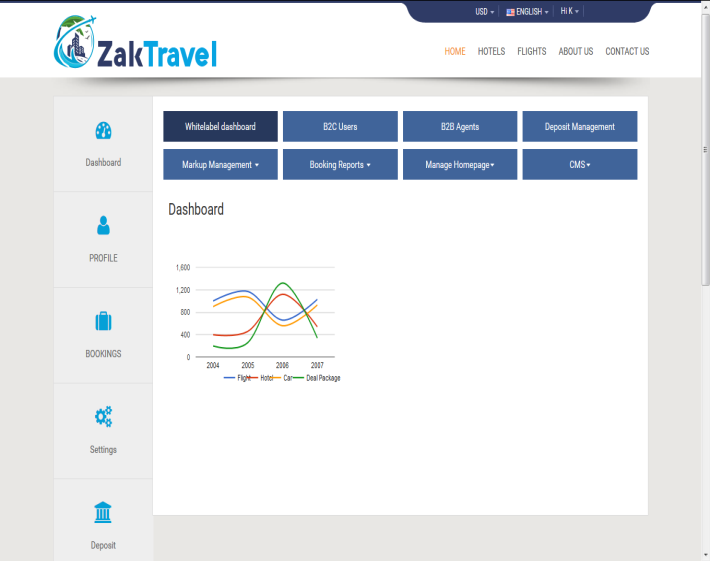 USD ENGLISH Hi K
ZakTravel
HOME HOTELS FLIGHTS ABOUT US CONTACT US
Dashboard
PROFILE
BOOKINGS
Settings
Deposit
Whitelabel dashboard B2C Users B2B Agents Deposit Management
Markup Management Booking Reports Manage Homepage CMS
Dashboard
1,600
1,200
800
400
0
2004 2005 2006 2007
Flight Hotel Car Deal Package